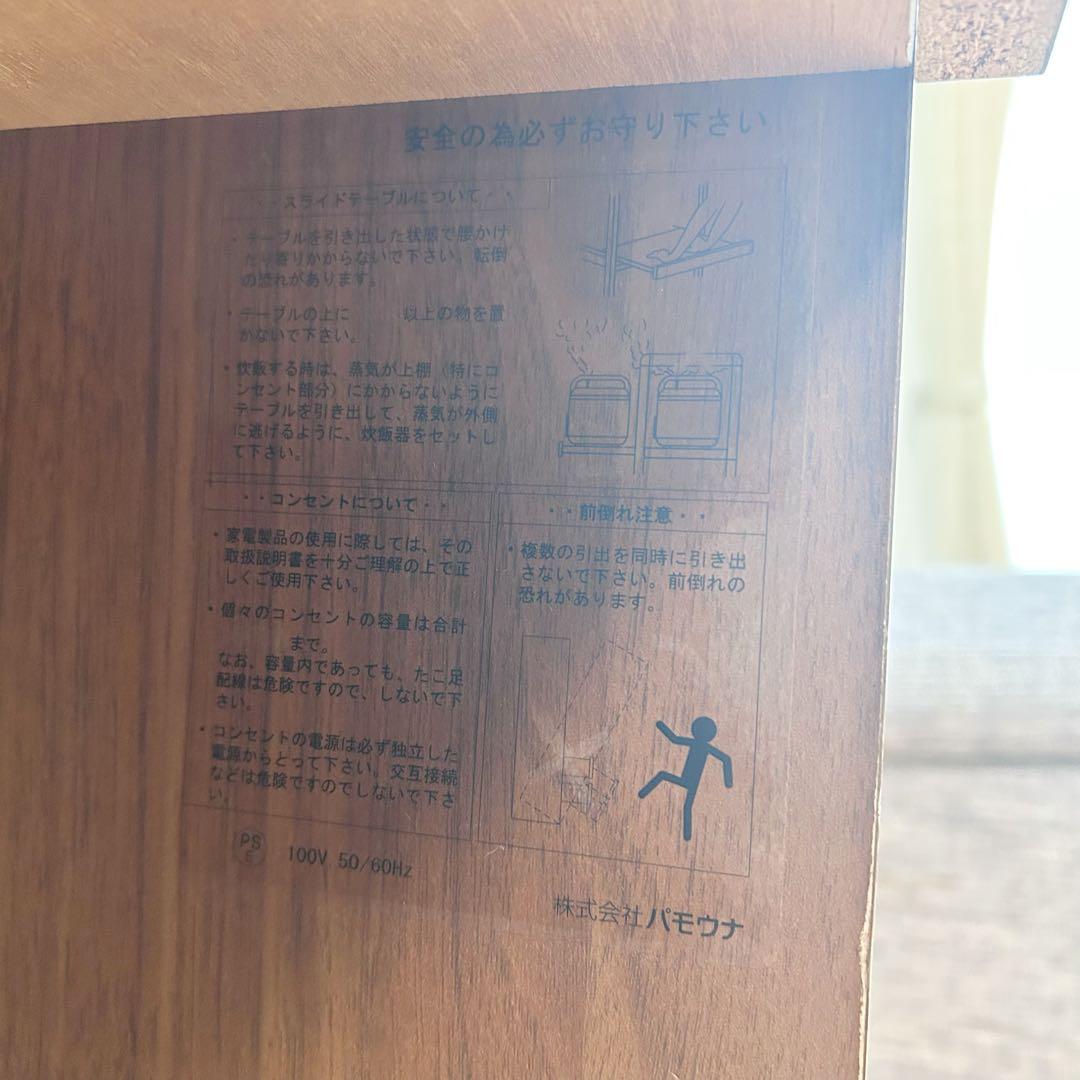 安全の為必ずお守り下さい
・・スライドテーブルについて・・
・テーブルを引き出した状態で腰かけ
たり寄りかからないで下さい。転倒
の恐れがあります。
・テーブルの上に 以上の物を置
かないで下さい。
・炊飯する時は、蒸気が上棚（特にコ
ンセント部分）にかからないように
テーブルを引き出して、蒸気が外側
に逃げるように、炊飯器をセットし
て下さい。
・・コンセントについて・・
・家電製品の使用に際しては、その
取扱説明書を十分ご理解の上で正
しくご使用下さい。
・個々のコンセントの容量は合計
まで。
なお、容量内であっても、たこ足
配線は危険ですので、しないで下
さい。
・コンセントの電源は必ず独立した
電源からとって下さい。交互接続
などは危険ですのでしないで下さ
い。
・・前倒れ注意・・
・複数の引出を同時に引き出
さないで下さい。前倒れの
恐れがあります。
PS
E
100V 50/60Hz
株式会社パモウナ